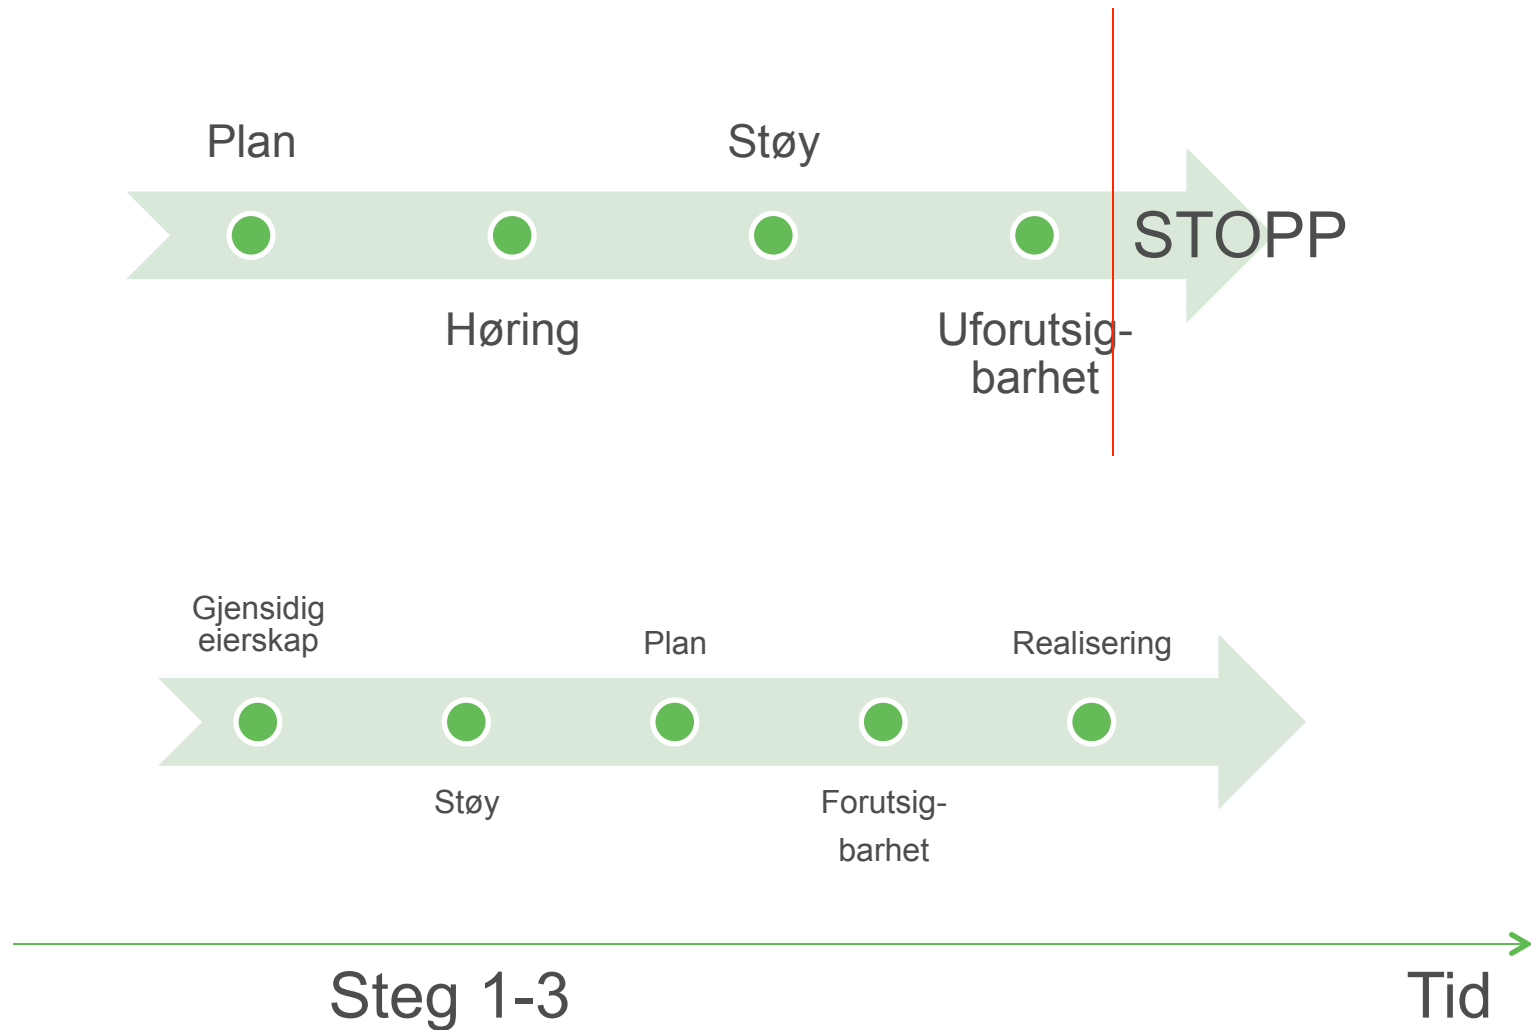 Plan
Støy
STOPP
Høring
Uforutsig-
barhet
Gjensidig
eierskap
Plan
Realisering
Støy
Forutsig-
barhet
Steg 1-3
Tid